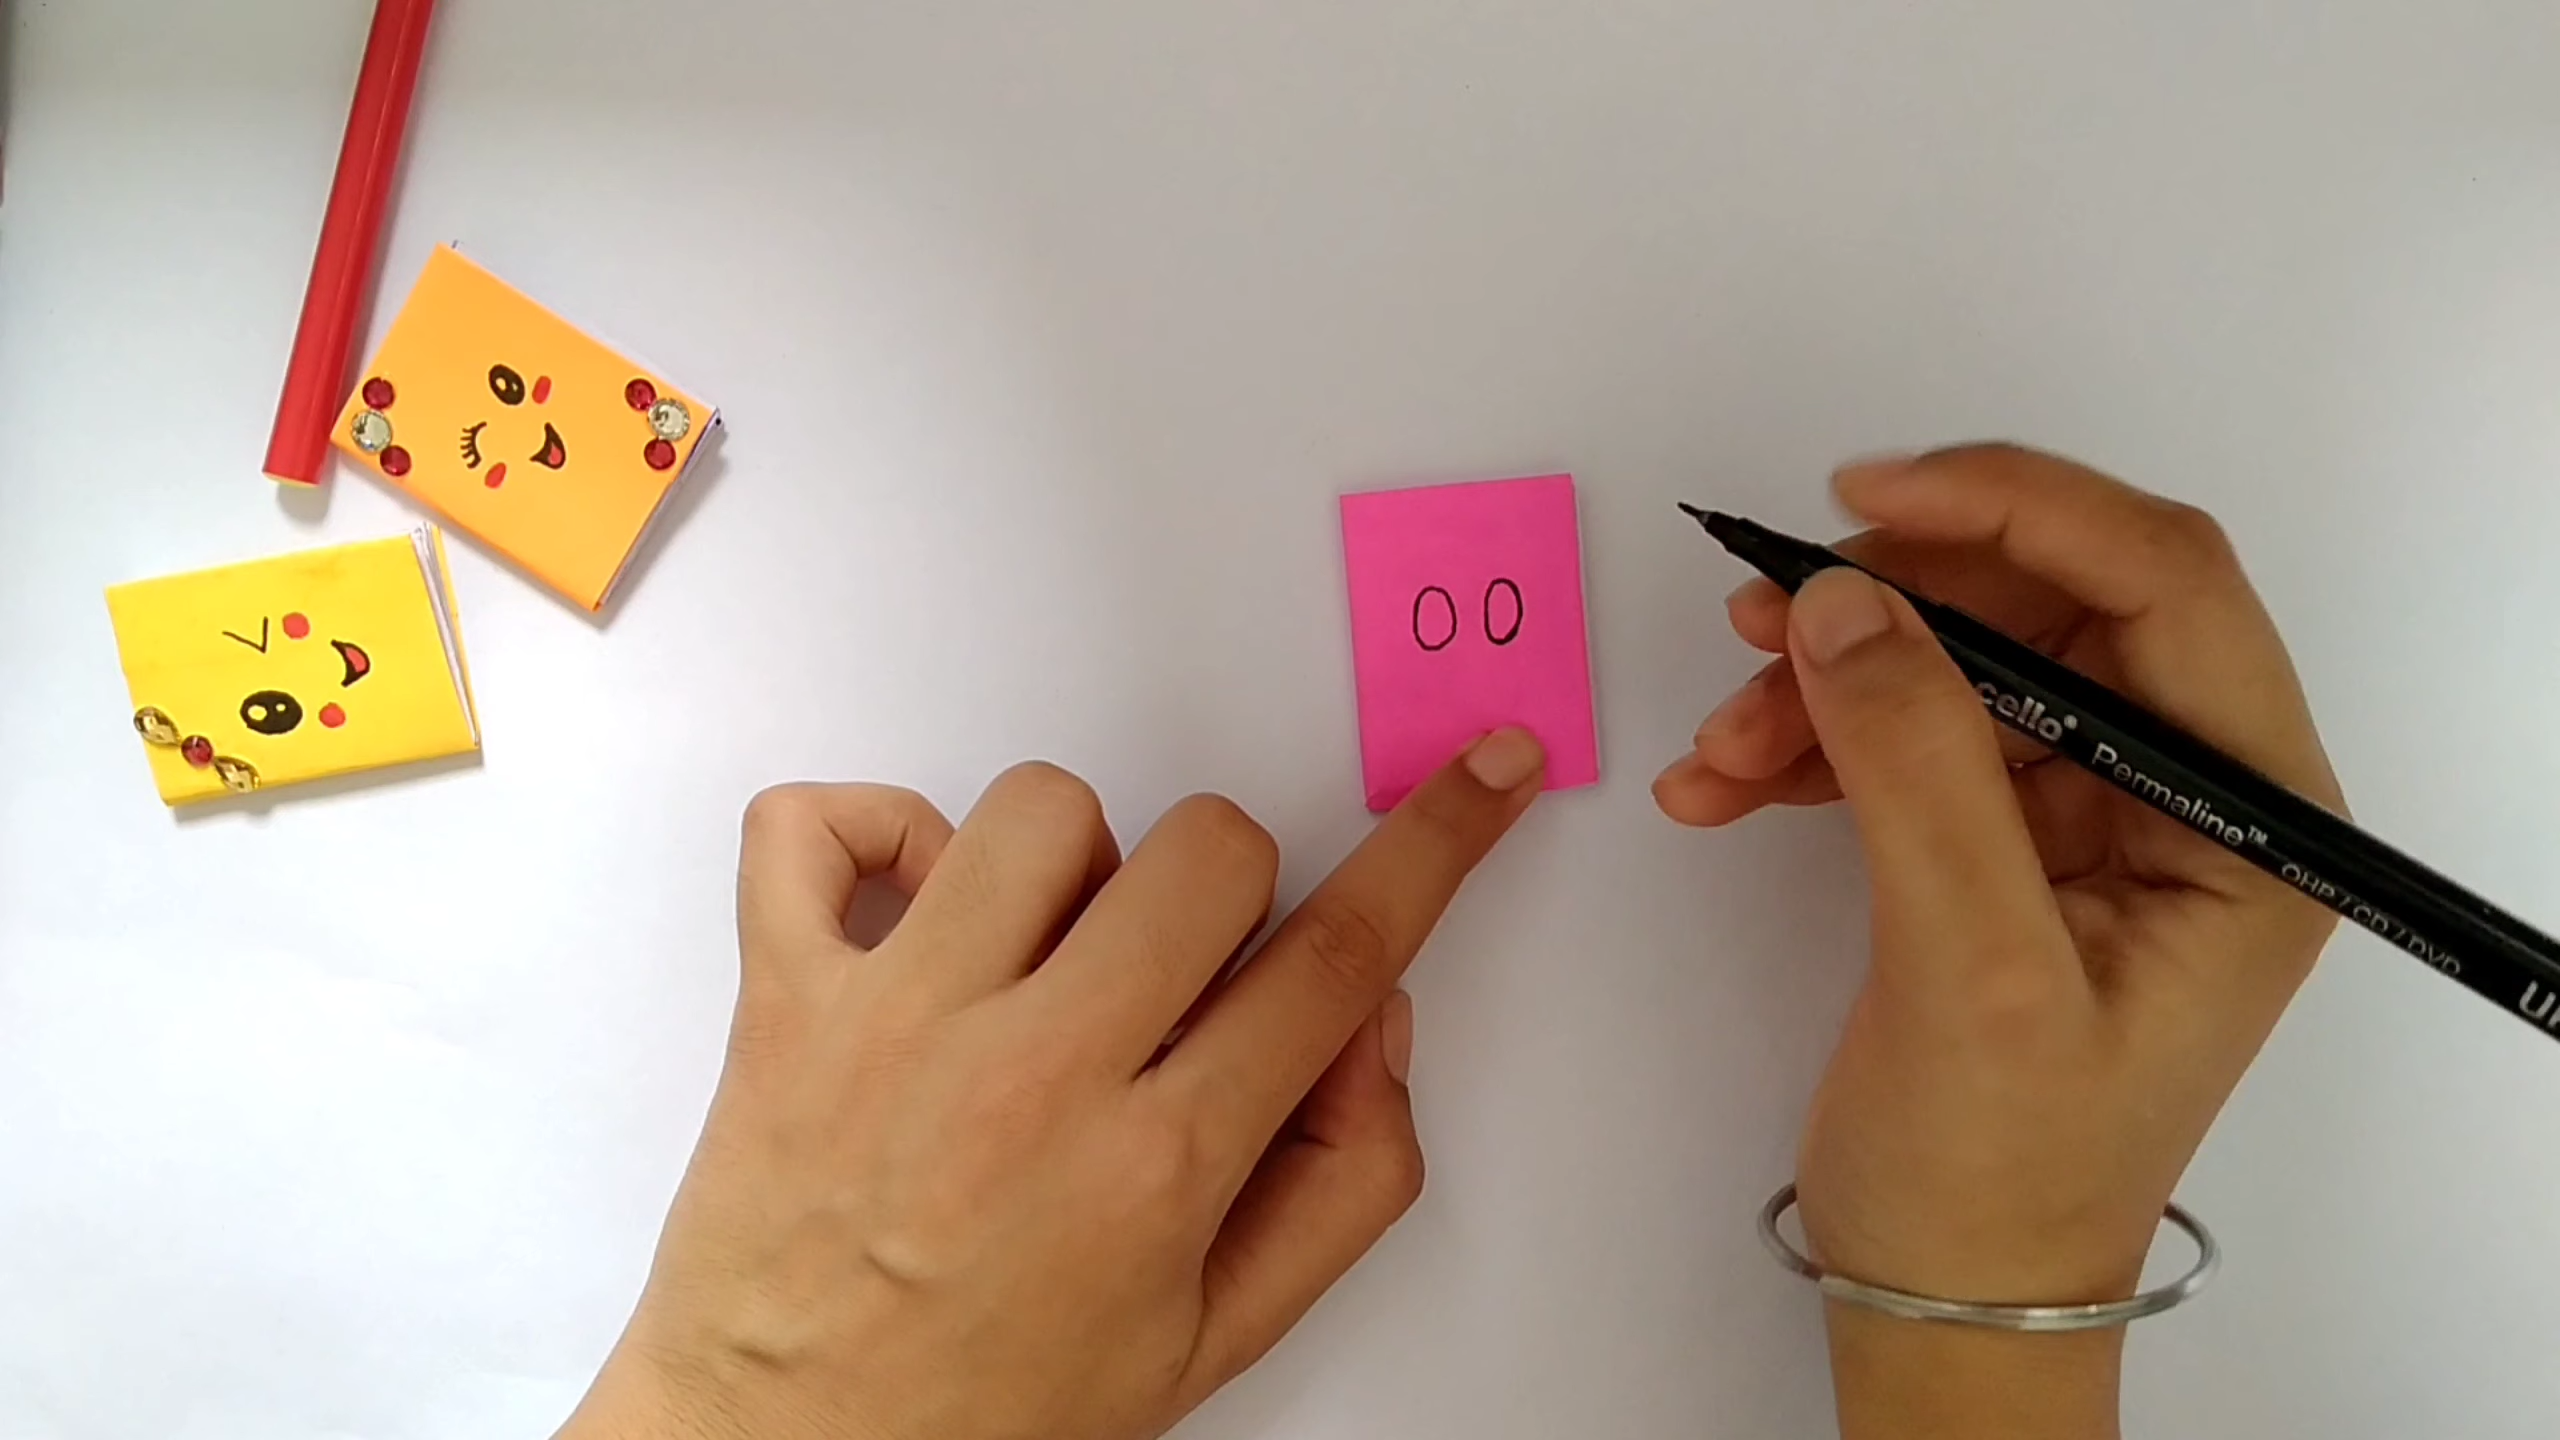 cello® Permaline™ OHP / CD / DVD